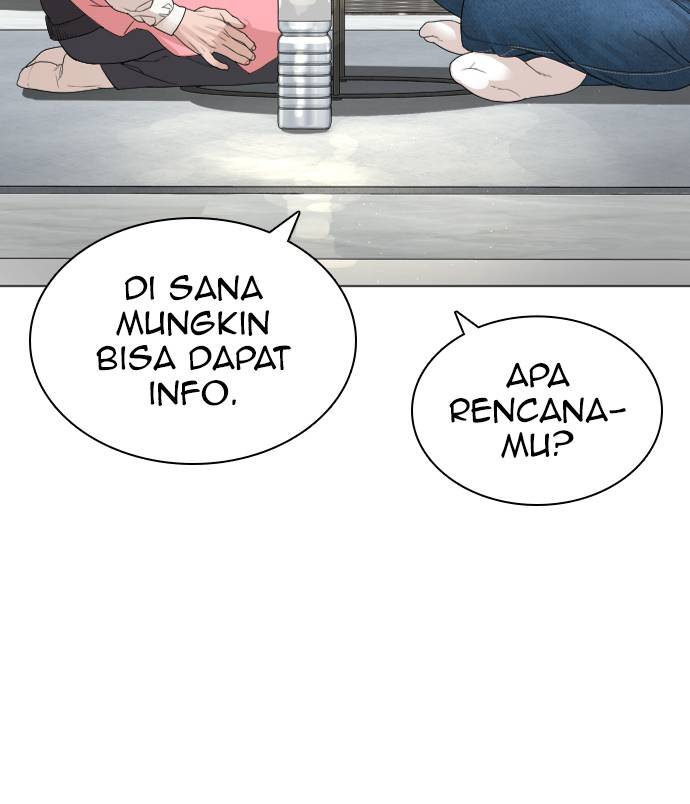 DI SANA
MUNGKIN
BISA DAPAT
INFO.
APA
RENCANA-
MU?